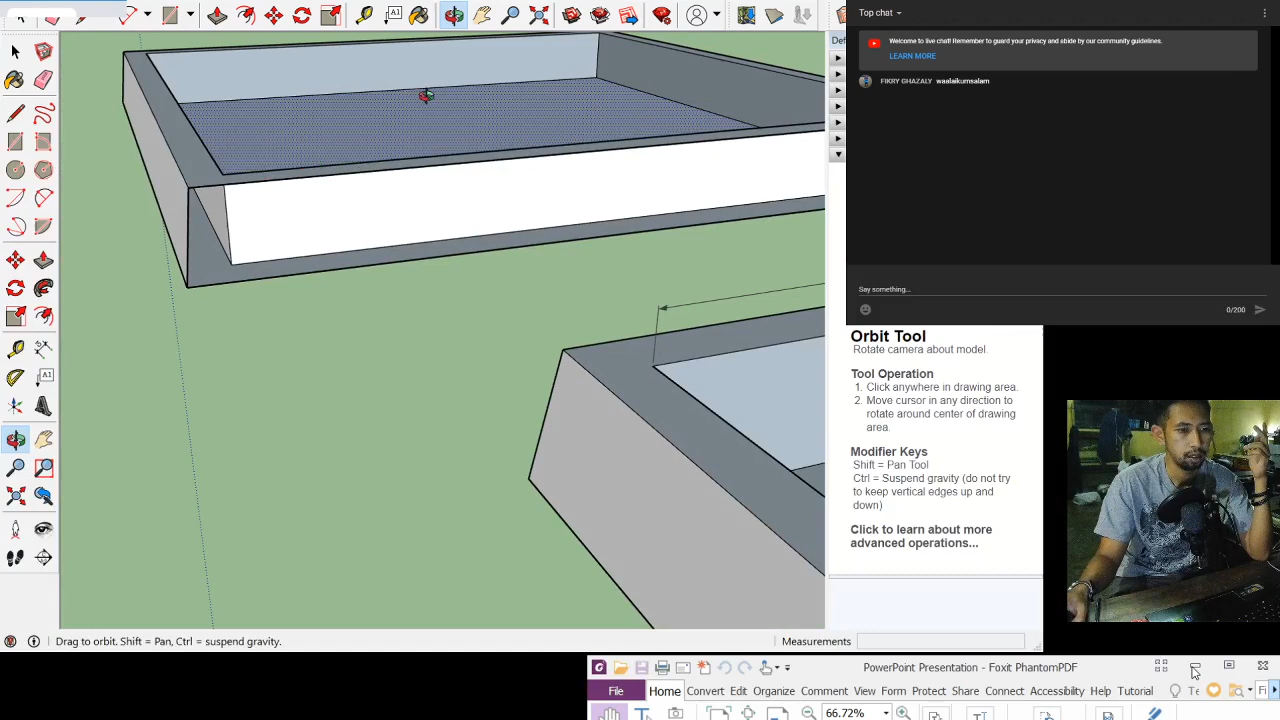 A1
Def
Top chat
Welcome to live chat! Remember to guard your privacy and abide by our community guidelines.
LEARN MORE
FIKRY GHAZALY waalaikumsalam
Say something...
0/200
A1
Orbit Tool
Rotate camera about model.
Tool Operation
1. Click anywhere in drawing area.
2. Move cursor in any direction to
rotate around center of drawing
area.
Modifier Keys
Shift = Pan Tool
Ctrl = Suspend gravity (do not try
to keep vertical edges up and
down)
Click to learn about more
advanced operations...
Drag to orbit. Shift = Pan, Ctrl = suspend gravity.
Measurements
PowerPoint Presentation - Foxit PhantomPDF
File Home Convert Edit Organize Comment View Form Protect Share Connect Accessibility Help Tutorial Te Fi
66.72%